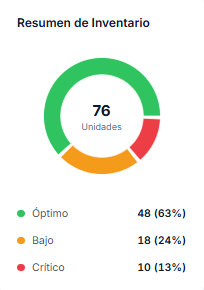 Resumen de Inventario
76
Unidades
Óptimo 48 (63%)
Bajo 18 (24%)
Crítico 10 (13%)